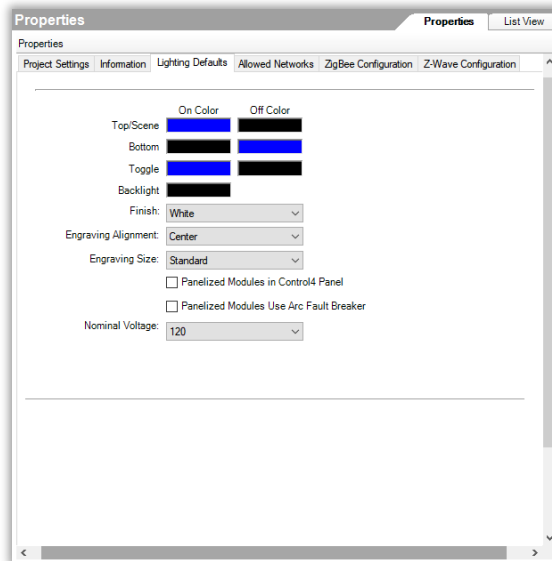 Properties Properties List View
Properties
Project Settings Information Lighting Defaults Allowed Networks ZigBee Configuration Z-Wave Configuration
On Color Off Color
Top/Scene
Bottom
Toggle
Backlight
Finish: White
Engraving Alignment: Center
Engraving Size: Standard
Panelized Modules in Control4 Panel
Panelized Modules Use Arc Fault Breaker
Nominal Voltage: 120